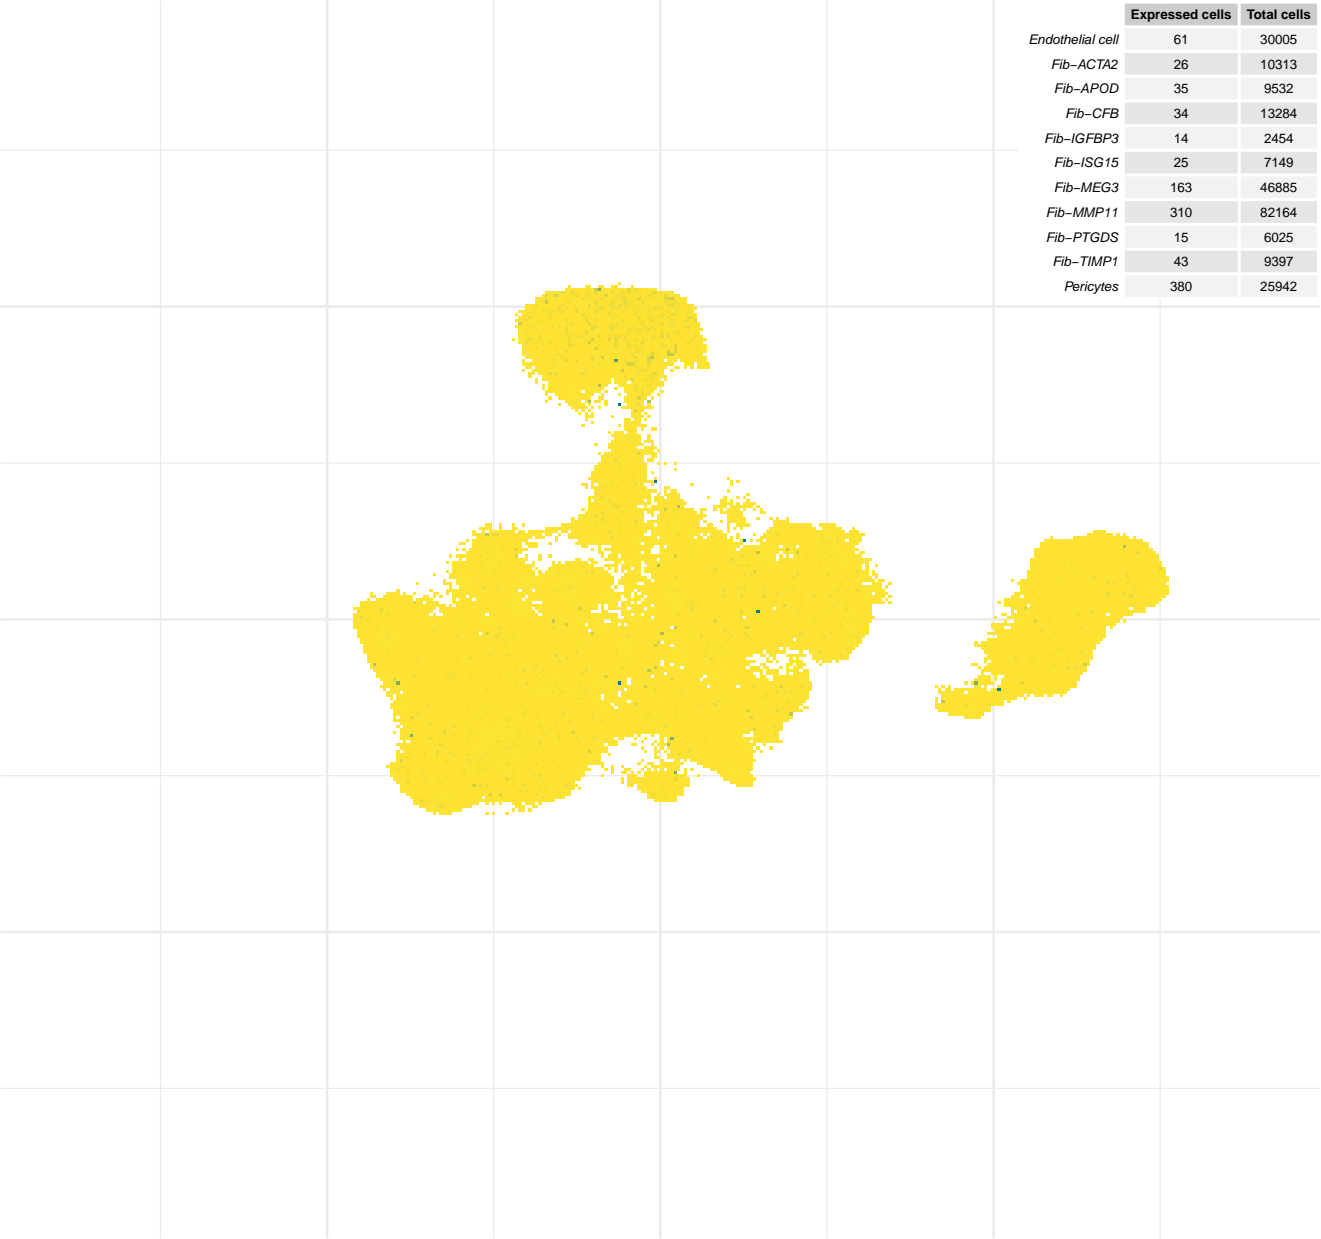 Expressed cells Total cells
Endothelial cell 61 30005
Fib−ACTA2 26 10313
Fib−APOD 35 9532
Fib−CFB 34 13284
Fib−IGFBP3 14 2454
Fib−ISG15 25 7149
Fib−MEG3 163 46885
Fib−MMP11 310 82164
Fib−PTGDS 15 6025
Fib−TIMP1 43 9397
Pericytes 380 25942